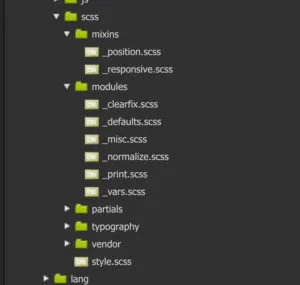 js
scss
mixins
_position.scss
_responsive.scss
modules
_clearfix.scss
_defaults.scss
_misc.scss
_normalize.scss
_print.scss
_vars.scss
partials
typography
vendor
style.scss
lang